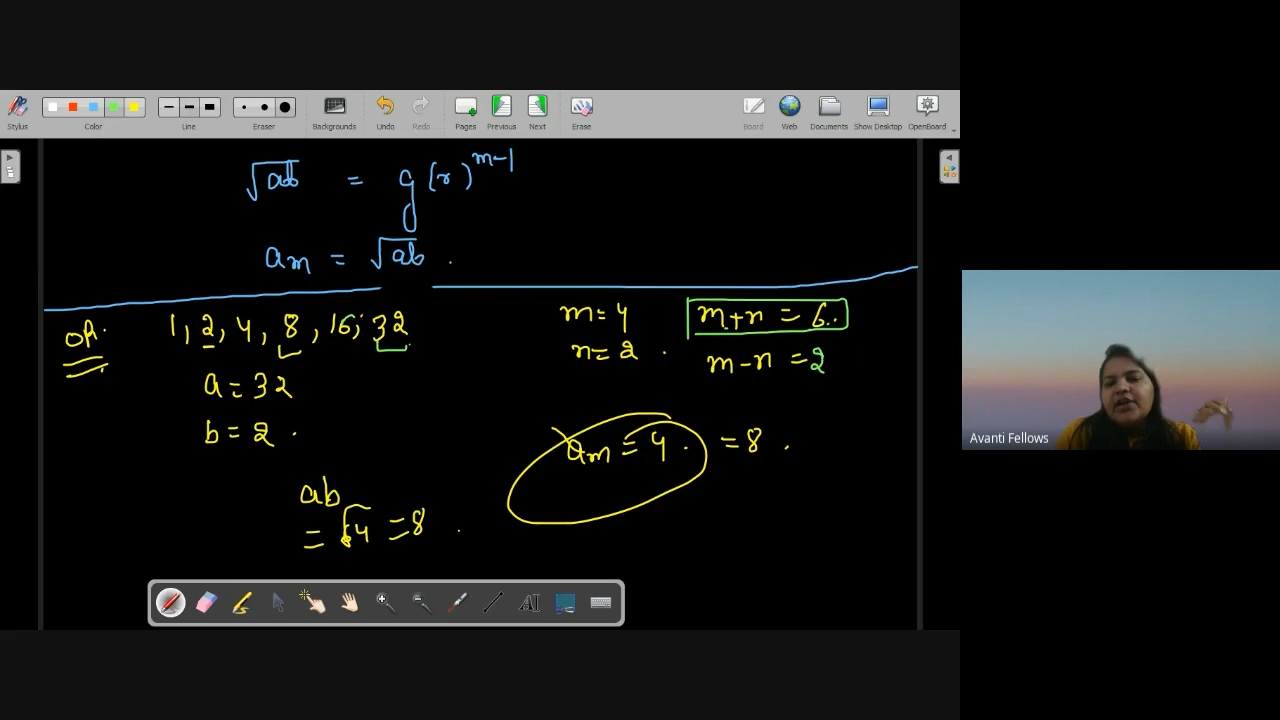 Stylus Color Line Eraser Backgrounds Undo Redo Pages Previous Next Erase Board Web Documents Show Desktop OpenBoard
√ab = g(r)^m-1
am = √ab .
OR. 1, 2, 4, 8, 16, 32
m=4 m+n = 6..
n=2 . m-n = 2
a=32
b=2 .
am = 4. = 8 .
ab
= √64 = 8 .
AI
Avanti Fellows